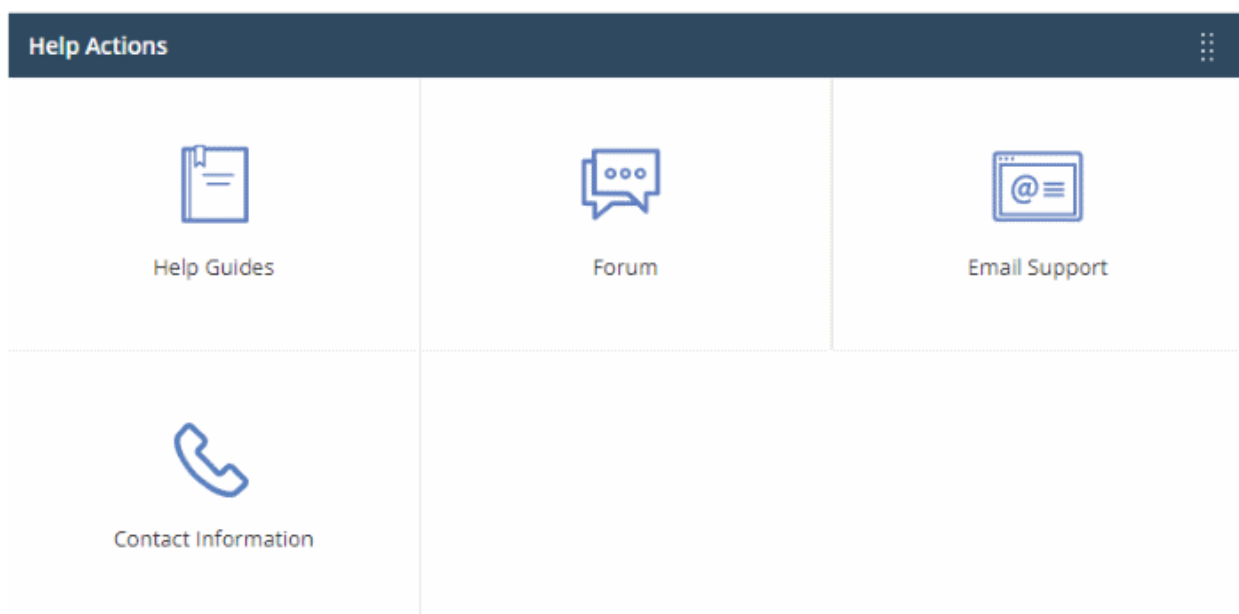 Help Actions
Help Guides
Forum
Email Support
@
Contact Information